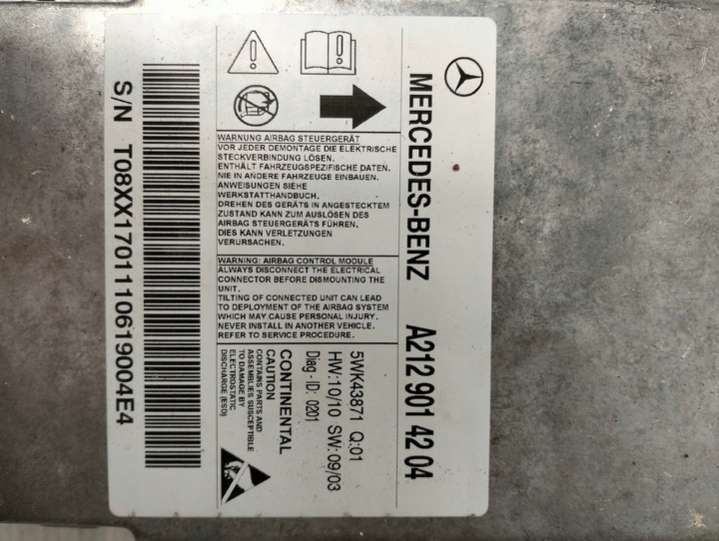 MERCEDES-BENZ A212 901 42 04
WARNUNG AIRBAG STEUERGERÄT
VOR JEDER DEMONTAGE DIE ELEKTRISCHE
STECKVERBINDUNG LÖSEN.
ENTHÄLT FAHRZEUGSPEZIFISCHE DATEN.
NIE IN ANDERE FAHRZEUGE EINBAUEN.
ANWEISUNGEN SIEHE
WERKSTATTHANDBUCH.
DREHEN DES GERÄTS IN ANGESTECKTEM
ZUSTAND KANN ZUM AUSLÖSEN DES
AIRBAG STEUERGERÄTS FÜHREN.
DIES KANN VERLETZUNGEN
VERURSACHEN.
WARNING: AIRBAG CONTROL MODULE
ALWAYS DISCONNECT THE ELECTRICAL
CONNECTOR BEFORE DISMOUNTING THE
UNIT.
TILTING OF CONNECTED UNIT CAN LEAD
TO DEPLOYMENT OF THE AIRBAG SYSTEM
WHICH MAY CAUSE PERSONAL INJURY.
NEVER INSTALL IN ANOTHER VEHICLE.
REFER TO SERVICE PROCEDURE.
5WK43871 Q:01
HW:10/10 SW:09/03
Diag-ID: 0201
CONTINENTAL
CAUTION
CONTAINS PARTS AND
ASSEMBLIES SUSCEPTIBLE
TO DAMAGE BY
ELECTROSTATIC
DISCHARGE (ESD)
S/N T08XX1701110619004E4